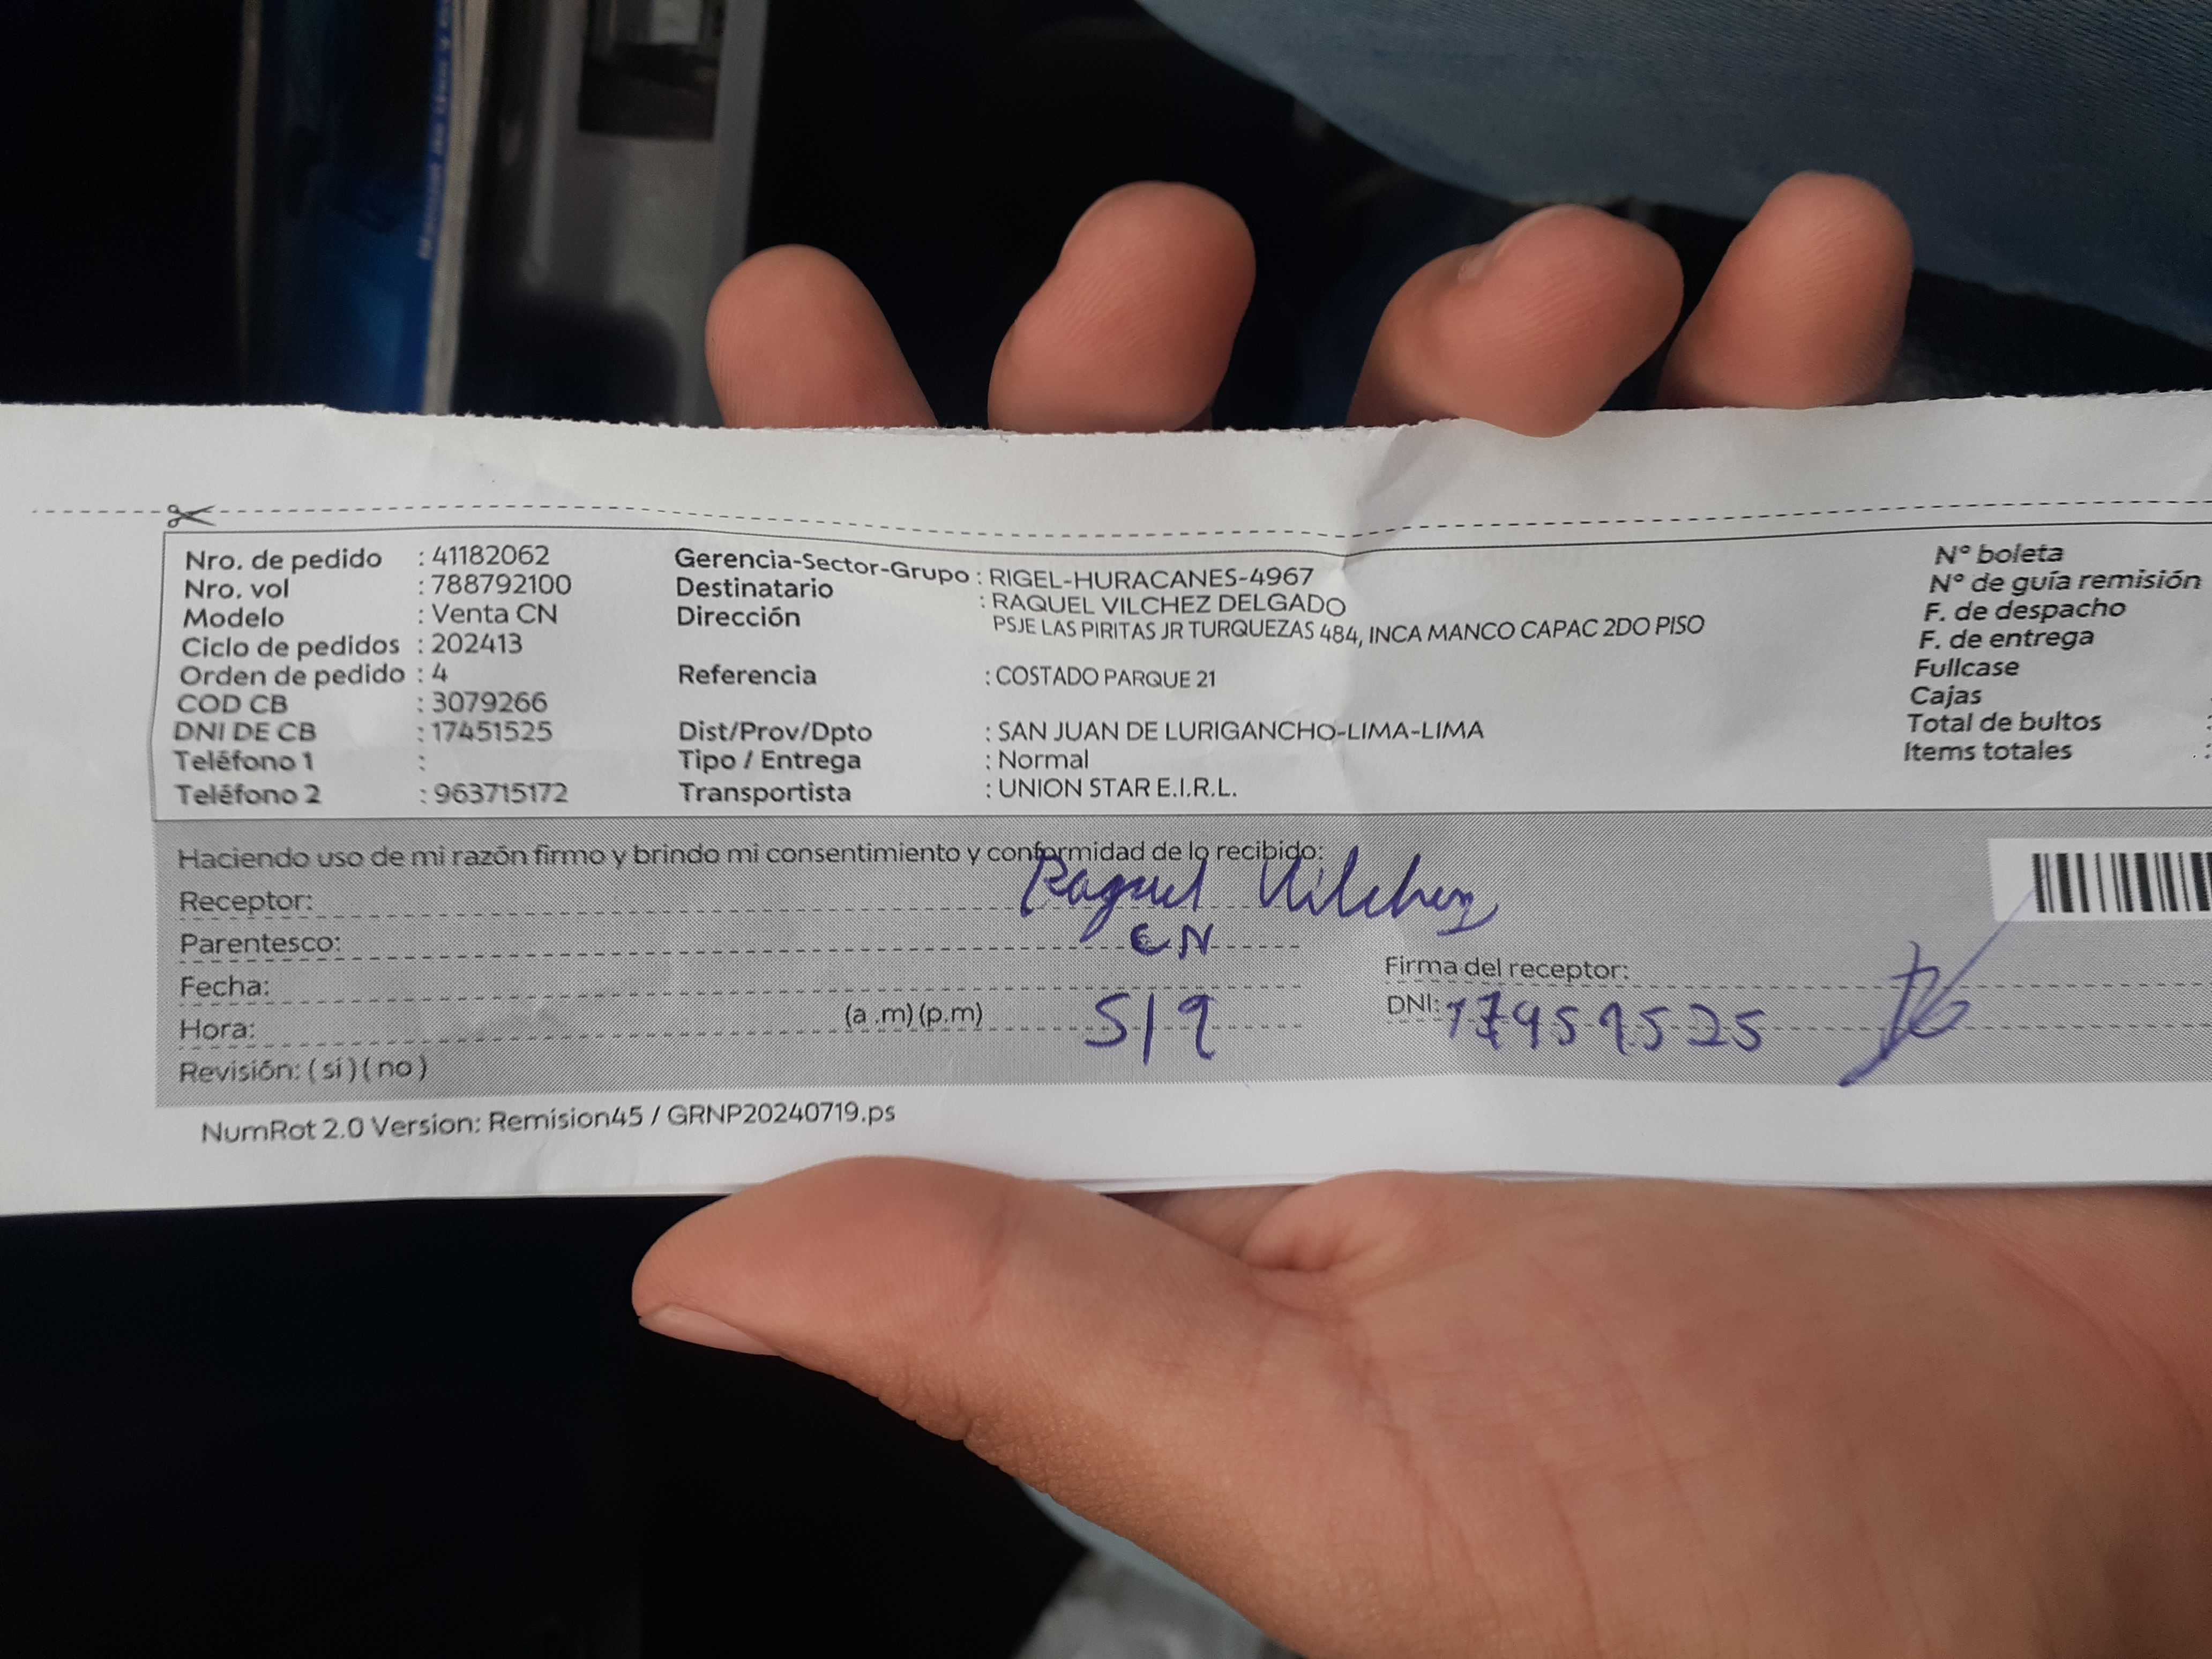 Nro. de pedido : 41182062
Nro. vol : 788792100
Modelo : Venta CN
Ciclo de pedidos : 202413
Orden de pedido : 4
COD CB : 3079266
DNI DE CB : 17451525
Teléfono 1 :
Teléfono 2 : 963715172
Gerencia-Sector-Grupo : RIGEL-HURACANES-4967
Destinatario : RAQUEL VILCHEZ DELGADO
Dirección PSJE LAS PIRITAS JR TURQUEZAS 484, INCA MANCO CAPAC 2DO PISO
Referencia : COSTADO PARQUE 21
Dist/Prov/Dpto : SAN JUAN DE LURIGANCHO-LIMA-LIMA
Tipo / Entrega : Normal
Transportista : UNION STAR E.I.R.L.
N° boleta
N° de guía remisión
F. de despacho
F. de entrega
Fullcase
Cajas
Total de bultos :
Items totales :
Haciendo uso de mi razón firmo y brindo mi consentimiento y conformidad de lo recibido:
Receptor: Raquel Vilchez
Parentesco: CN
Fecha:
Hora: (a .m) (p.m) 5/9
Revisión: ( sí ) ( no )
Firma del receptor:
DNI: 17451525
NumRot 2.0 Version: Remision45 / GRNP20240719.ps